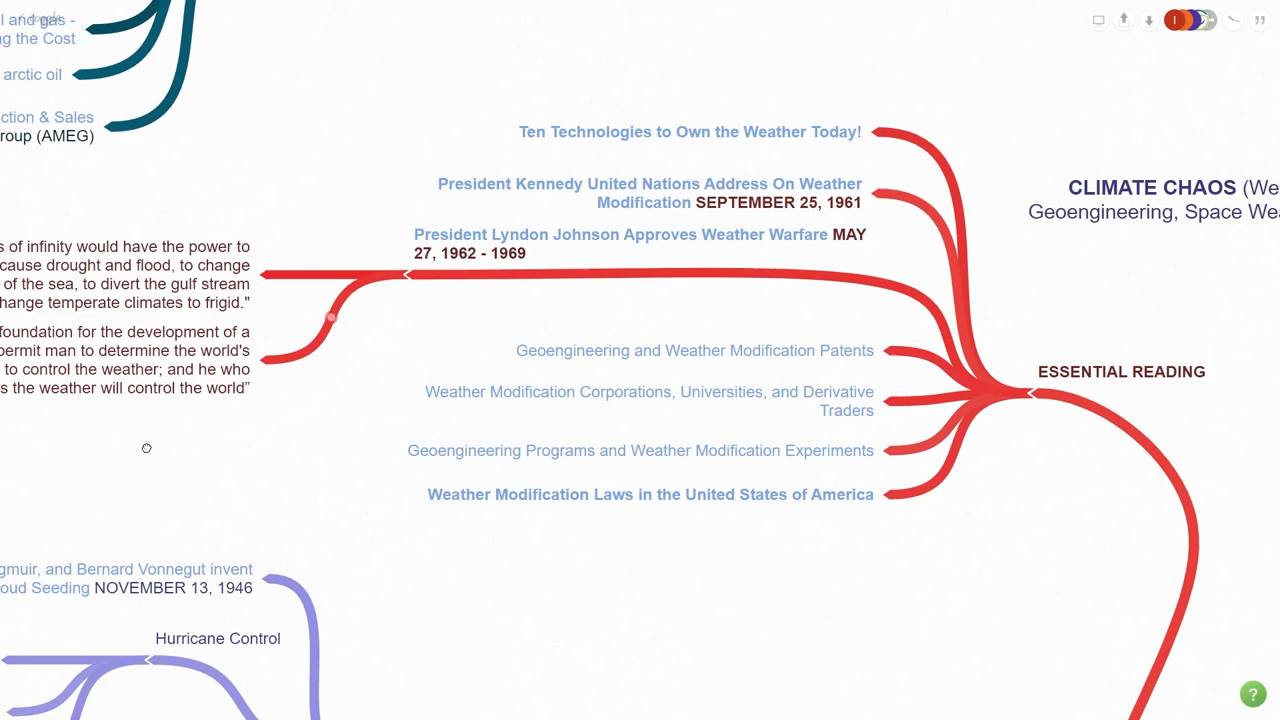 l and gas -
ng the Cost
arctic oil
ction & Sales
roup (AMEG)
Ten Technologies to Own the Weather Today!
President Kennedy United Nations Address On Weather
Modification SEPTEMBER 25, 1961
President Lyndon Johnson Approves Weather Warfare MAY
27, 1962 - 1969
CLIMATE CHAOS (We
Geoengineering, Space Wea
s of infinity would have the power to
cause drought and flood, to change
of the sea, to divert the gulf stream
hange temperate climates to frigid."
foundation for the development of a
permit man to determine the world's
to control the weather; and he who
s the weather will control the world”
Geoengineering and Weather Modification Patents
Weather Modification Corporations, Universities, and Derivative
Traders
Geoengineering Programs and Weather Modification Experiments
Weather Modification Laws in the United States of America
ESSENTIAL READING
gmuir, and Bernard Vonnegut invent
oud Seeding NOVEMBER 13, 1946
Hurricane Control
?